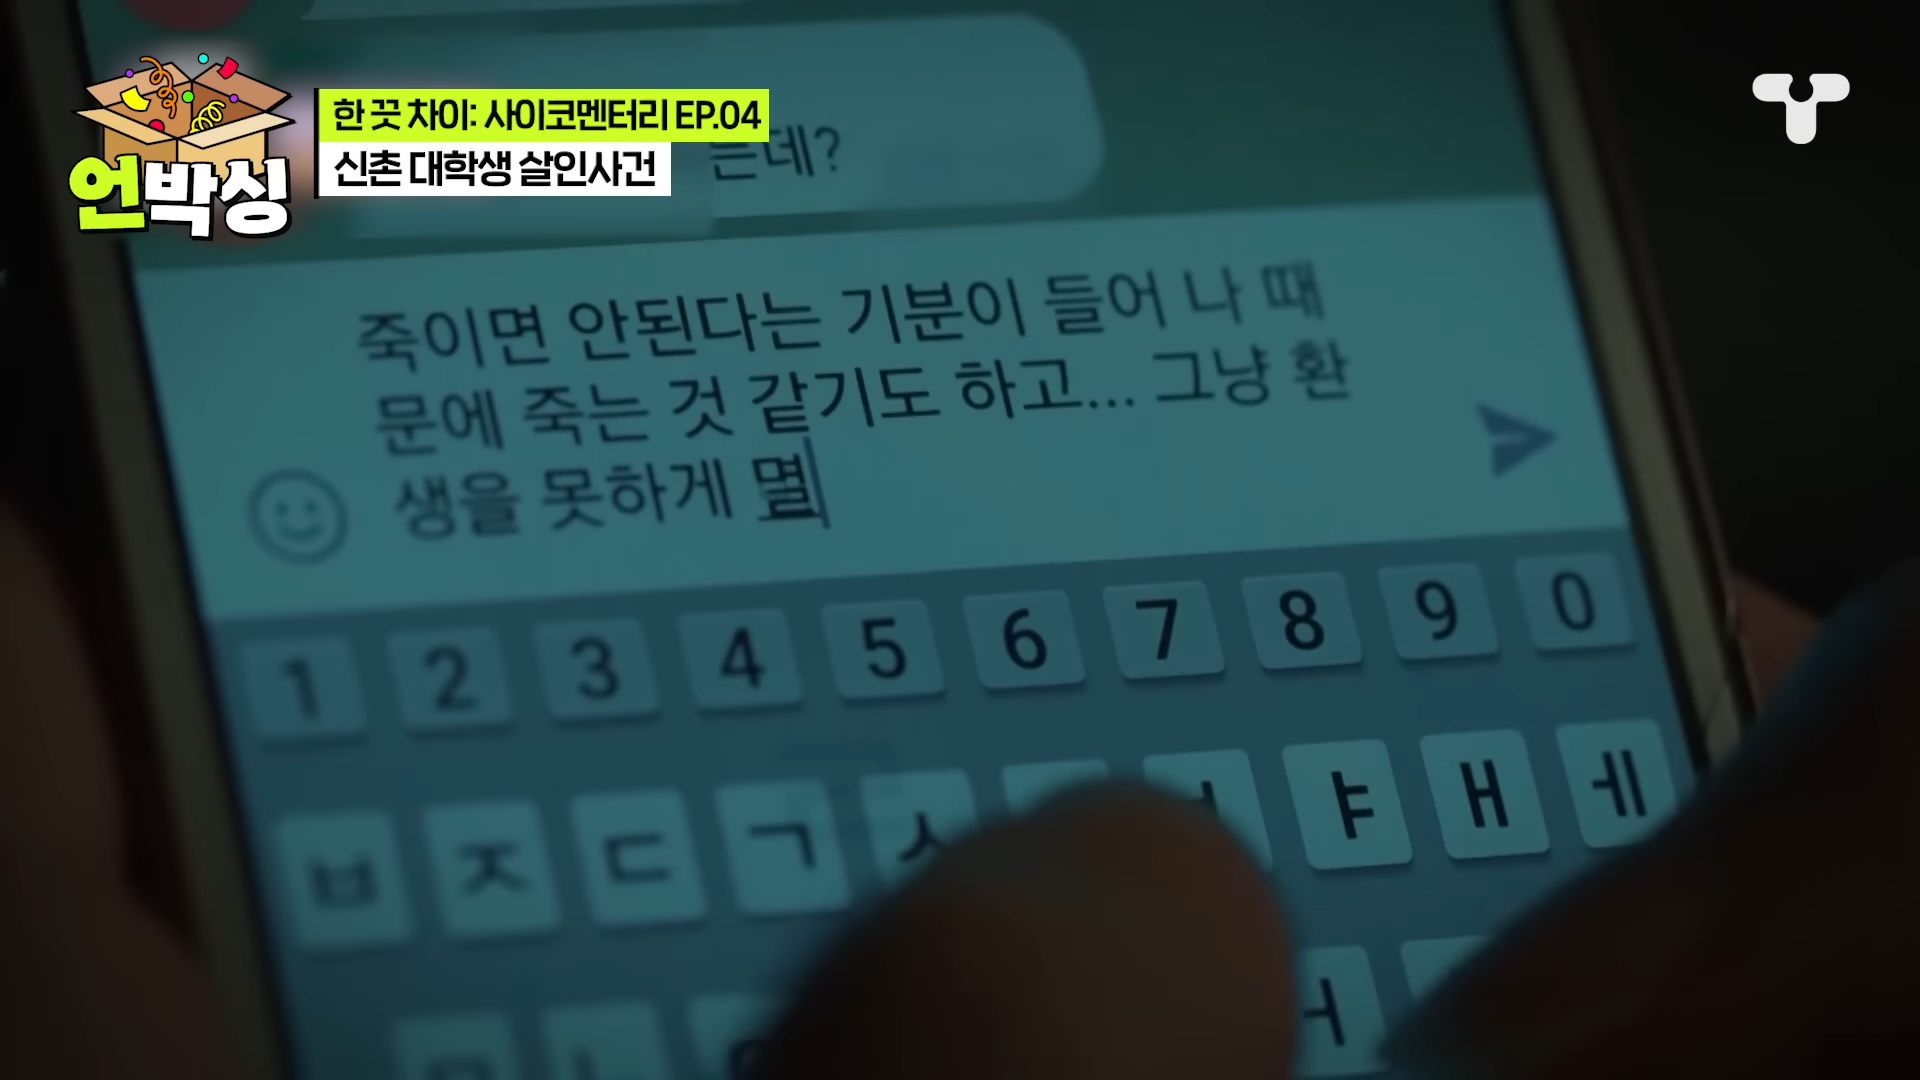 언박싱
한 끗 차이: 사이코멘터리 EP.04
신촌 대학생 살인사건
는데?
죽이면 안된다는 기분이 들어 나 때
문에 죽는 것 같기도 하고... 그냥 환
생을 못하게 멸
1 2 3 4 5 6 7 8 9 0
ㅂ ㅈ ㄷ ㄱ ㅅ ㅑ ㅐ ㅔ
ㅓ